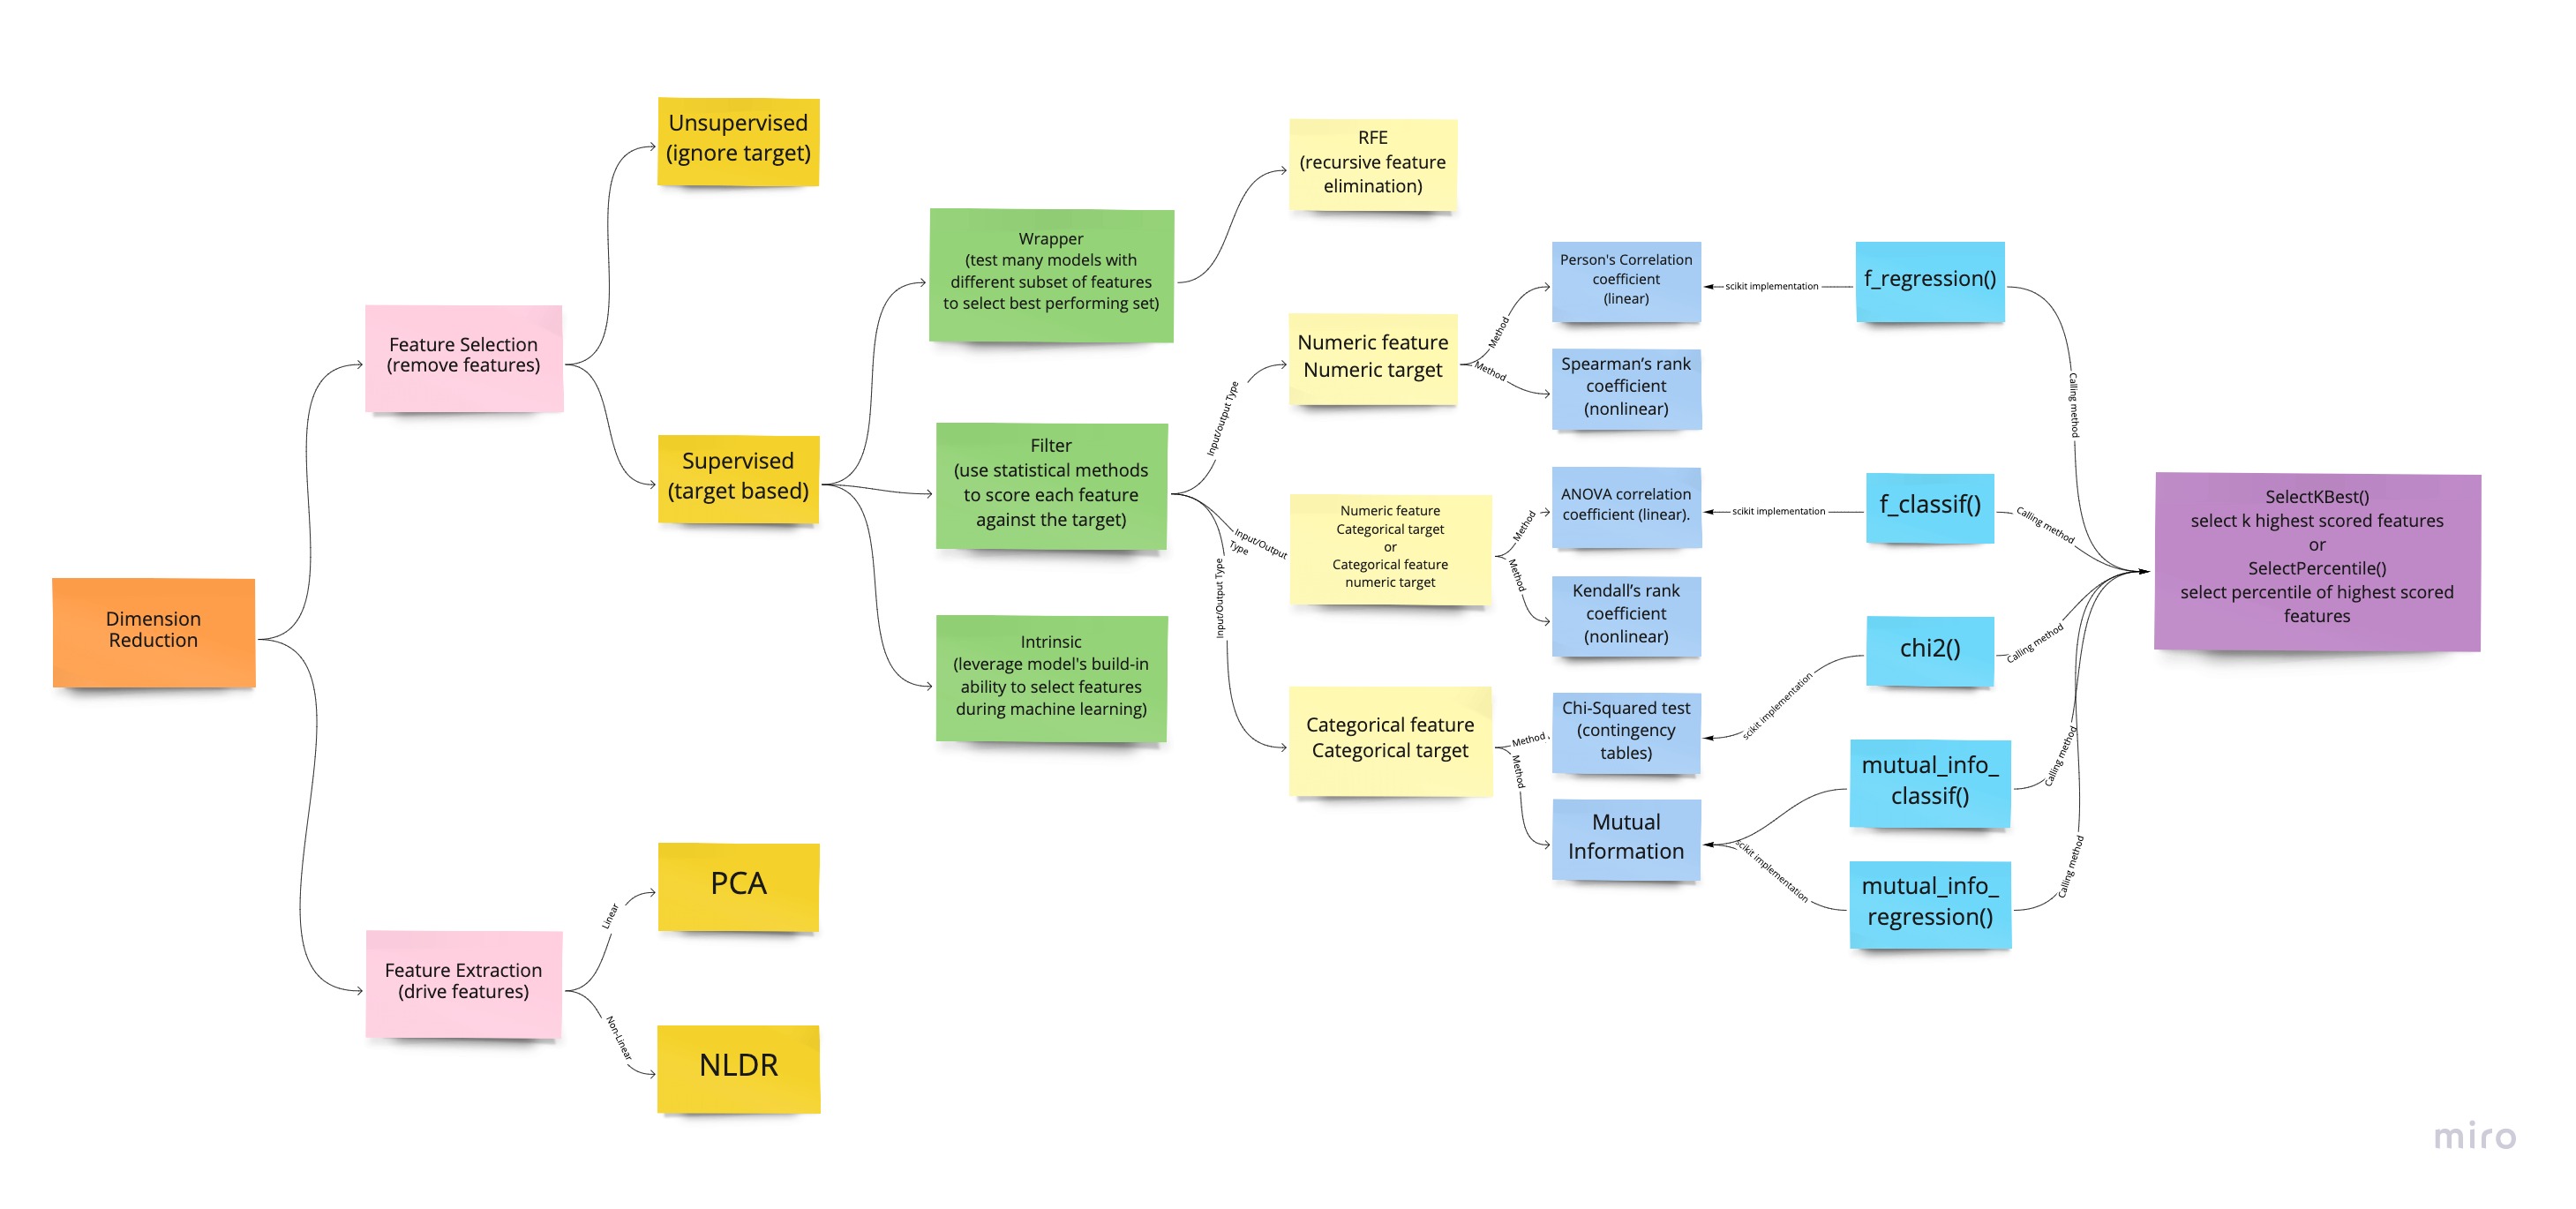 Unsupervised
(ignore target)
RFE
(recursive feature
elimination)
Wrapper
(test many models with
different subset of features
to select best performing set)
Person's Correlation
coefficient
(linear)
scikit implementation
f_regression()
Feature Selection
(remove features)
Numeric feature
Numeric target
Method
Method
Spearman’s rank
coefficient
(nonlinear)
Calling method
Input/output Type
Supervised
(target based)
Filter
(use statistical methods
to score each feature
against the target)
Input/Output
Type
Numeric feature
Categorical target
or
Categorical feature
numeric target
Method
Method
ANOVA correlation
coefficient (linear).
scikit implementation
f_classif()
Calling method
SelectKBest()
select k highest scored features
or
SelectPercentile()
select percentile of highest scored
features
Dimension
Reduction
Input/Output Type
Kendall’s rank
coefficient
(nonlinear)
chi2()
Calling method
Intrinsic
(leverage model's build-in
ability to select features
during machine learning)
Categorical feature
Categorical target
Method
Method
Chi-Squared test
(contingency
tables)
scikit implementation
mutual_info_
classif()
Calling method
Mutual
Information
scikit implementation
mutual_info_
regression()
Calling method
PCA
Linear
Feature Extraction
(drive features)
Non-Linear
NLDR
miro